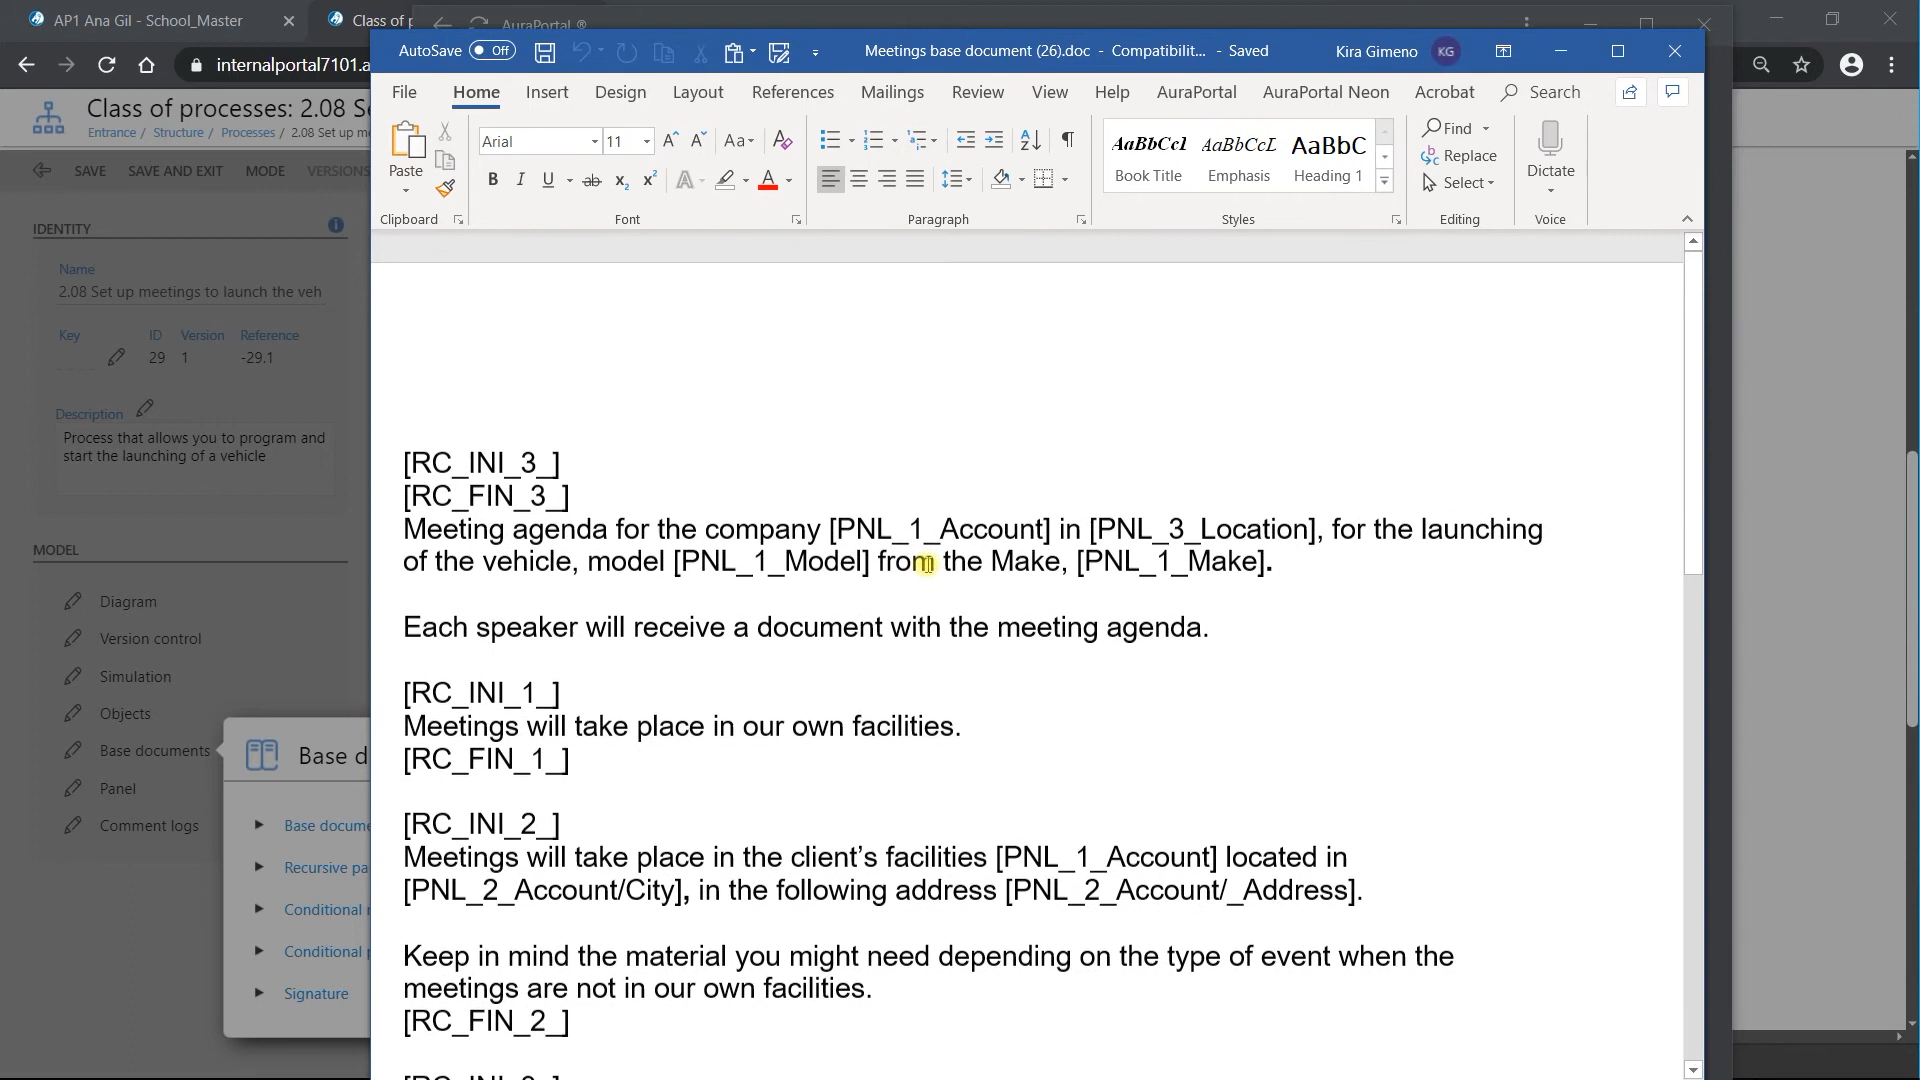 AP1 Ana Gil - School_Master
Class of p
AuraPortal ®
internalportal7101.a
AutoSave Off
Meetings base document (26).doc - Compatibilit... - Saved
Kira Gimeno KG
File Home Insert Design Layout References Mailings Review View Help AuraPortal AuraPortal Neon Acrobat Search
Paste
Arial 11
AaBbCcI AaBbCcL AaBbC
Book Title Emphasis Heading 1
Find
Replace
Select
Dictate
Clipboard Font Paragraph Styles Editing Voice
Class of processes: 2.08 Se
Entrance / Structure / Processes / 2.08 Set up me
SAVE SAVE AND EXIT MODE VERSIONS
IDENTITY
Name
2.08 Set up meetings to launch the veh
Key ID Version Reference
29 1 -29.1
Description
Process that allows you to program and
start the launching of a vehicle
MODEL
Diagram
Version control
Simulation
Objects
Base documents
Panel
Comment logs
Base d
Base docume
Recursive pa
Conditional
Conditional
Signature
[RC_INI_3_]
[RC_FIN_3_]
Meeting agenda for the company [PNL_1_Account] in [PNL_3_Location], for the launching
of the vehicle, model [PNL_1_Model] from the Make, [PNL_1_Make].
Each speaker will receive a document with the meeting agenda.
[RC_INI_1_]
Meetings will take place in our own facilities.
[RC_FIN_1_]
[RC_INI_2_]
Meetings will take place in the client’s facilities [PNL_1_Account] located in
[PNL_2_Account/City], in the following address [PNL_2_Account/_Address].
Keep in mind the material you might need depending on the type of event when the
meetings are not in our own facilities.
[RC_FIN_2_]